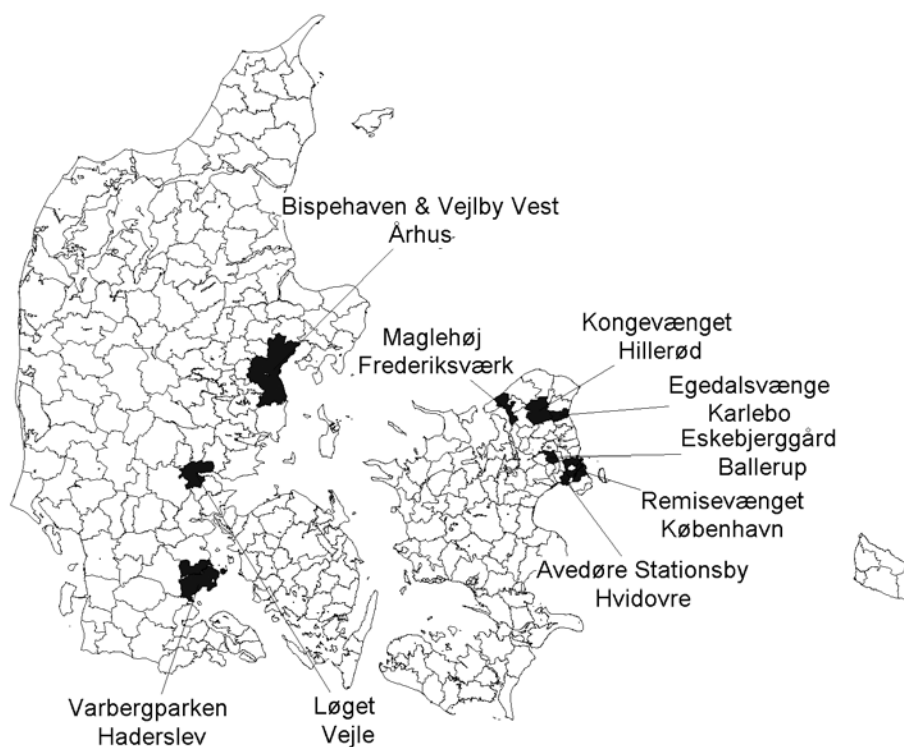 Bispehaven & Vejlby Vest
Århus
Maglehøj
Frederiksværk
Kongevænget
Hillerød
Egedalsvænge
Karlebo
Eskebjerggård
Ballerup
Remisevænget
København
Avedøre Stationsby
Hvidovre
Varbergparken
Haderslev
Løget
Vejle